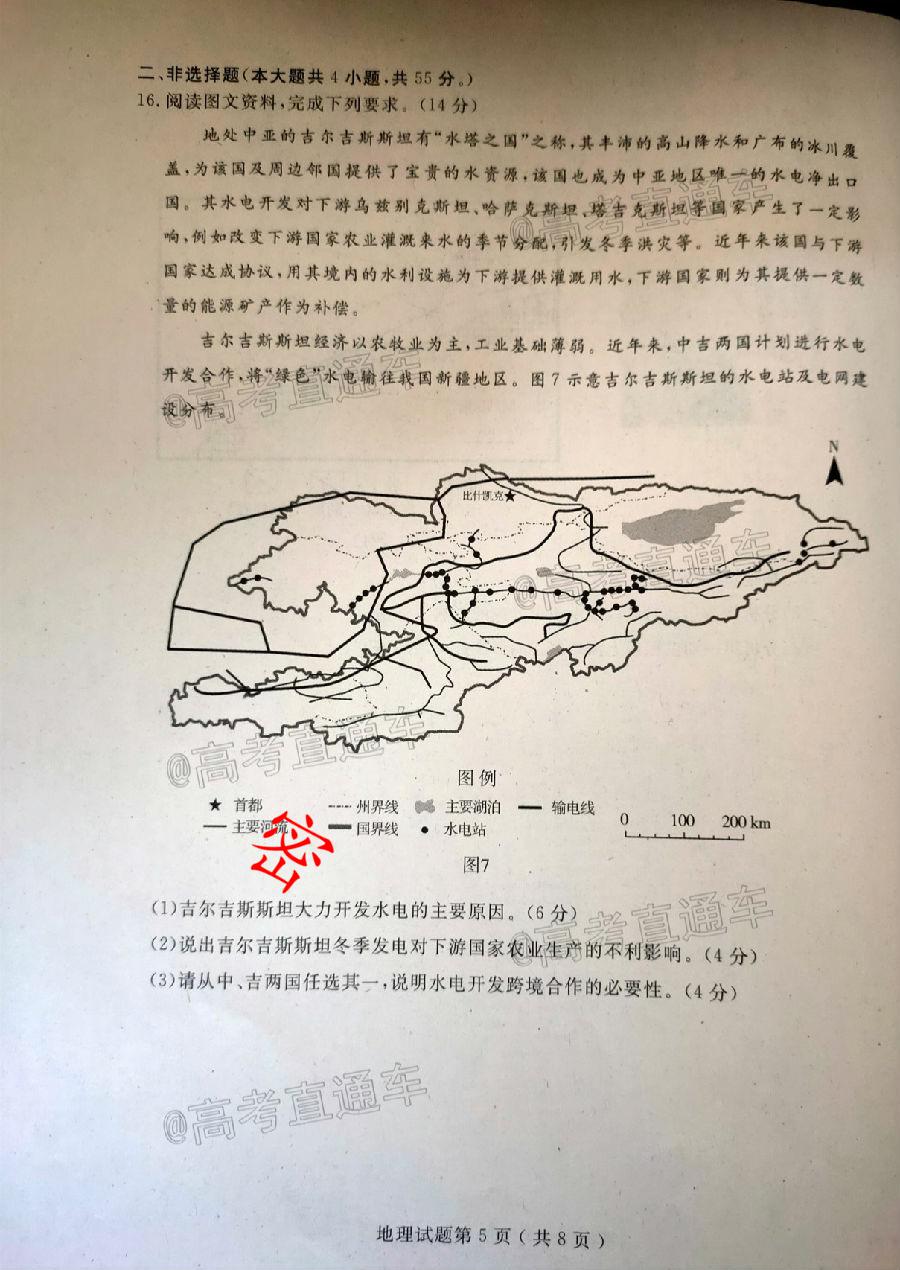 二、非选择题(本大题共4小题,共55分。)
16.阅读图文资料,完成下列要求。(14分)
地处中亚的吉尔吉斯斯坦有“水塔之国”之称,其丰沛的高山降水和广布的冰川覆
盖,为该国及周边邻国提供了宝贵的水资源,该国也成为中亚地区唯一的水电净出口
国。其水电开发对下游乌兹别克斯坦、哈萨克斯坦、塔吉克斯坦等国家产生了一定影
响,例如改变下游国家农业灌溉来水的季节分配,引发冬季洪灾等。近年来该国与下游
国家达成协议,用其境内的水利设施为下游提供灌溉用水,下游国家则为其提供一定数
量的能源矿产作为补偿。
吉尔吉斯斯坦经济以农牧业为主,工业基础薄弱。近年来,中吉两国计划进行水电
开发合作,将“绿色”水电输往我国新疆地区。图7示意吉尔吉斯斯坦的水电站及电网建
设分布。
@高考直通车
@高考直通车
N
比什凯克
@高考直通车
@高考直通车
图例
首都 州界线 主要湖泊 输电线
主要河流 国界线 水电站
0 100 200 km
密
图7
(1)吉尔吉斯斯坦大力开发水电的主要原因。(6分)
@高考直通车
(2)说出吉尔吉斯斯坦冬季发电对下游国家农业生产的不利影响。(4分)
(3)请从中、吉两国任选其一,说明水电开发跨境合作的必要性。(4分)
@高考直通车
地理试题第5页(共8页)